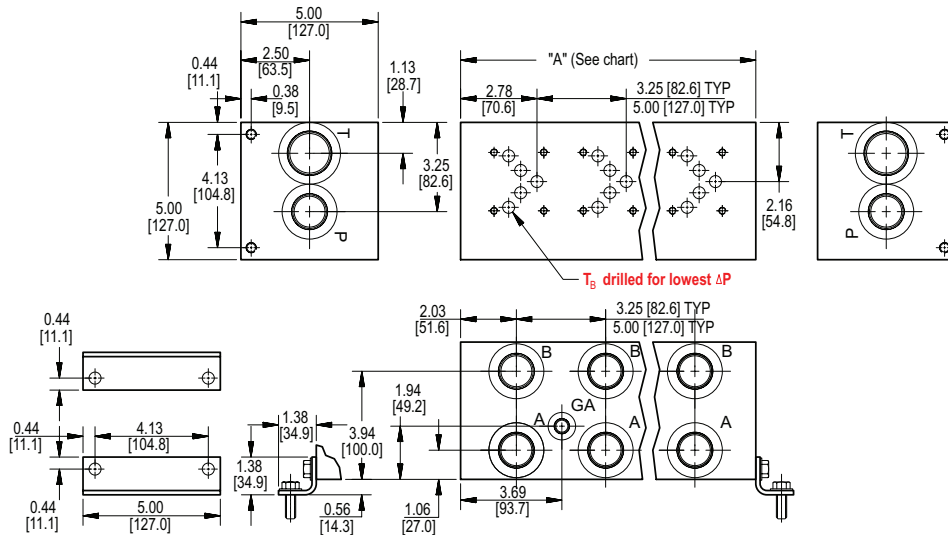 5.00
[127.0]
2.50
[63.5]
0.44
[11.1]
0.38
[9.5]
1.13
[28.7]
"A" (See chart)
2.78
[70.6]
3.25 [82.6] TYP
5.00 [127.0] TYP
T
P
4.13
[104.8]
5.00
[127.0]
3.25
[82.6]
2.16
[54.8]
T
P
TB drilled for lowest ΔP
0.44
[11.1]
2.03
[51.6]
3.25 [82.6] TYP
5.00 [127.0] TYP
B
B
B
GA
A
A
A
1.94
[49.2]
0.44
[11.1]
4.13
[104.8]
1.38
[34.9]
1.38
[34.9]
3.94
[100.0]
0.44
[11.1]
5.00
[127.0]
0.56
[14.3]
1.06
[27.0]
3.69
[93.7]